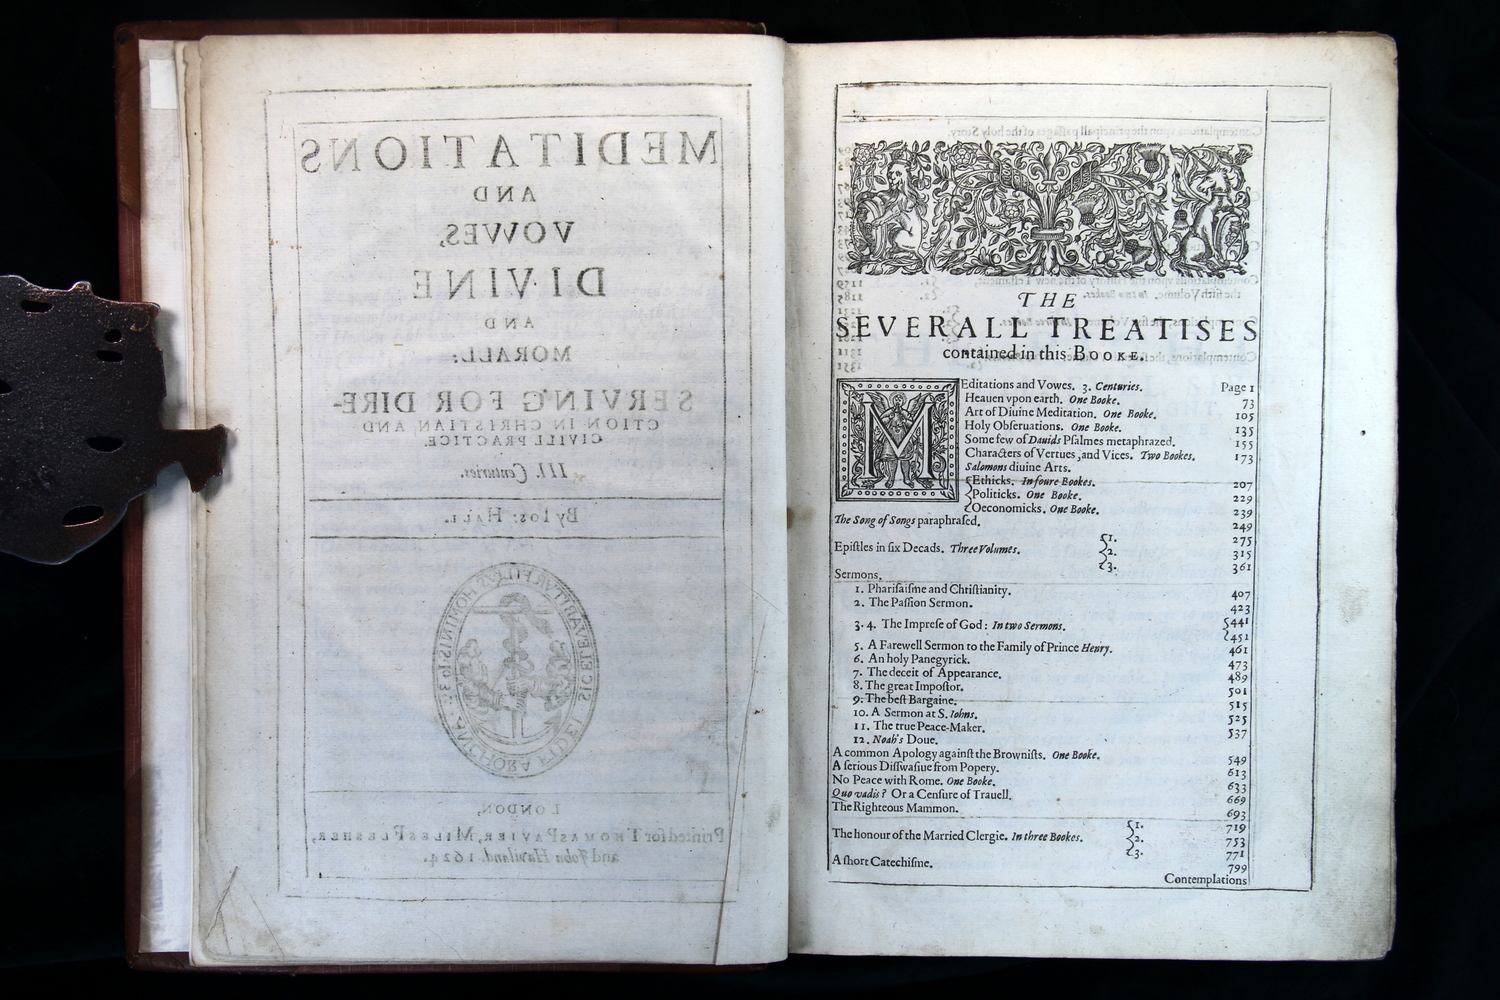 MEDITATIONS
AND
VOVVES,
DIVINE
AND
MORALL:
SERVING FOR DIRE-
CTION IN CHRISTIAN AND
CIVILL PRACTICE.
III. Centuries.
By Ios: HALL.
ANCHORA FIDEI
LONDON,
Printed for THOMAS PAVIER, MILES FLESHER,
and John Haviland. 1624.
THE
SEVERALL TREATISES
contained in this BOOKE.
MEditations and Vowes. 3. Centuries. Page 1
Heauen vpon earth. One Booke. 73
Art of Diuine Meditation. One Booke. 105
Holy Obseruations. One Booke. 135
Some few of Dauids Psalmes metaphrazed. 155
Characters of Vertues, and Vices. Two Bookes. 173
Salomons diuine Arts.
{Ethicks. In foure Bookes. 207
Politicks. One Booke. 229
Oeconomicks. One Booke. 239
The Song of Songs paraphrased. 249
{1. 275
Epistles in six Decads. Three Volumes. 2. 315
3. 361
Sermons.
1. Pharisaisme and Christianity. 407
2. The Passion Sermon. 423
3. 4. The Imprese of God: In two Sermons. {441
451
5. A Farewell Sermon to the Family of Prince Henry. 461
6. An holy Panegyrick. 473
7. The deceit of Appearance. 489
8. The great Impostor. 501
9. The best Bargaine. 515
10. A Sermon at S. Iohns. 525
11. The true Peace-Maker. 537
12. Noah's Doue.
A common Apology against the Brownists. One Booke. 549
A serious Disswasiue from Popery. 613
No Peace with Rome. One Booke. 633
Quo vadis? Or a Censure of Trauell. 669
The Righteous Mammon. 693
{1. 719
The honour of the Married Clergie. In three Bookes. 2. 753
3. 771
A short Catechisme. 799
Contemplations